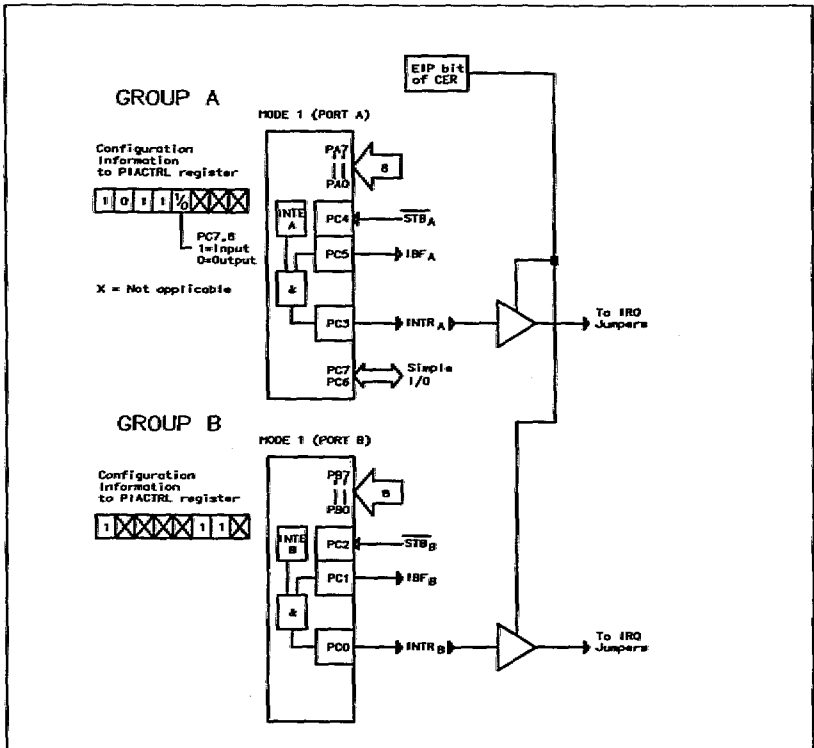 EIP bit
of CER
GROUP A
MODE 1 (PORT A)
Configuration
Information
to PIACTRL register
1 0 1 1 1/0 X X X
PC7,6
1=Input
0=Output
X = Not applicable
PA7
PA0
8
INTE
A
PC4
STBA
PC5
IBFA
&
PC3
INTRA
To IRQ
Jumpers
PC7
PC6
Simple
I/O
GROUP B
MODE 1 (PORT B)
Configuration
Information
to PIACTRL register
1 X X X X 1 1 X
PB7
PB0
8
INTE
B
PC2
STBB
PC1
IBFB
&
PC0
INTRB
To IRQ
Jumpers